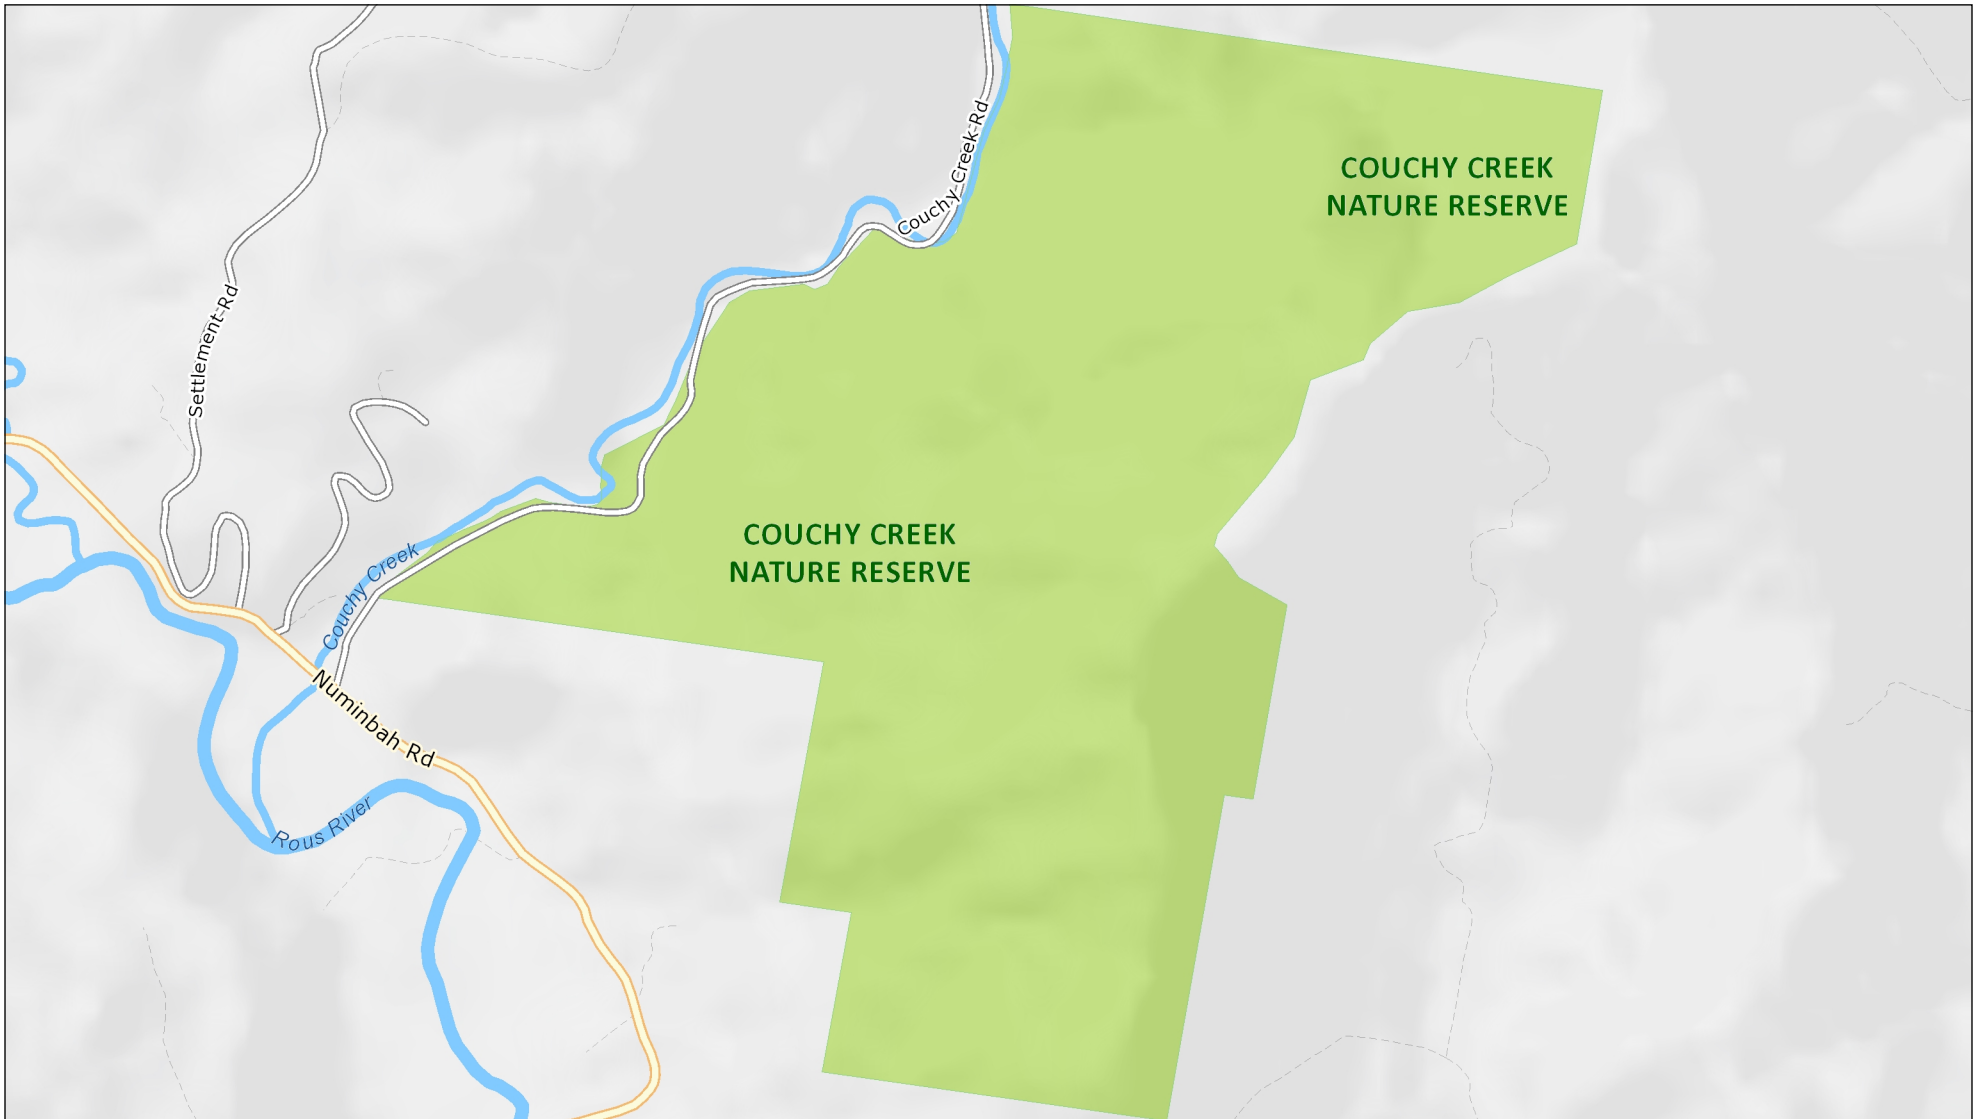 COUCHY CREEK
NATURE RESERVE
Couchy-Creek-Rd
Settlement-Rd
COUCHY CREEK
NATURE RESERVE
Couchy Creek
Numinbah Rd
Rous River